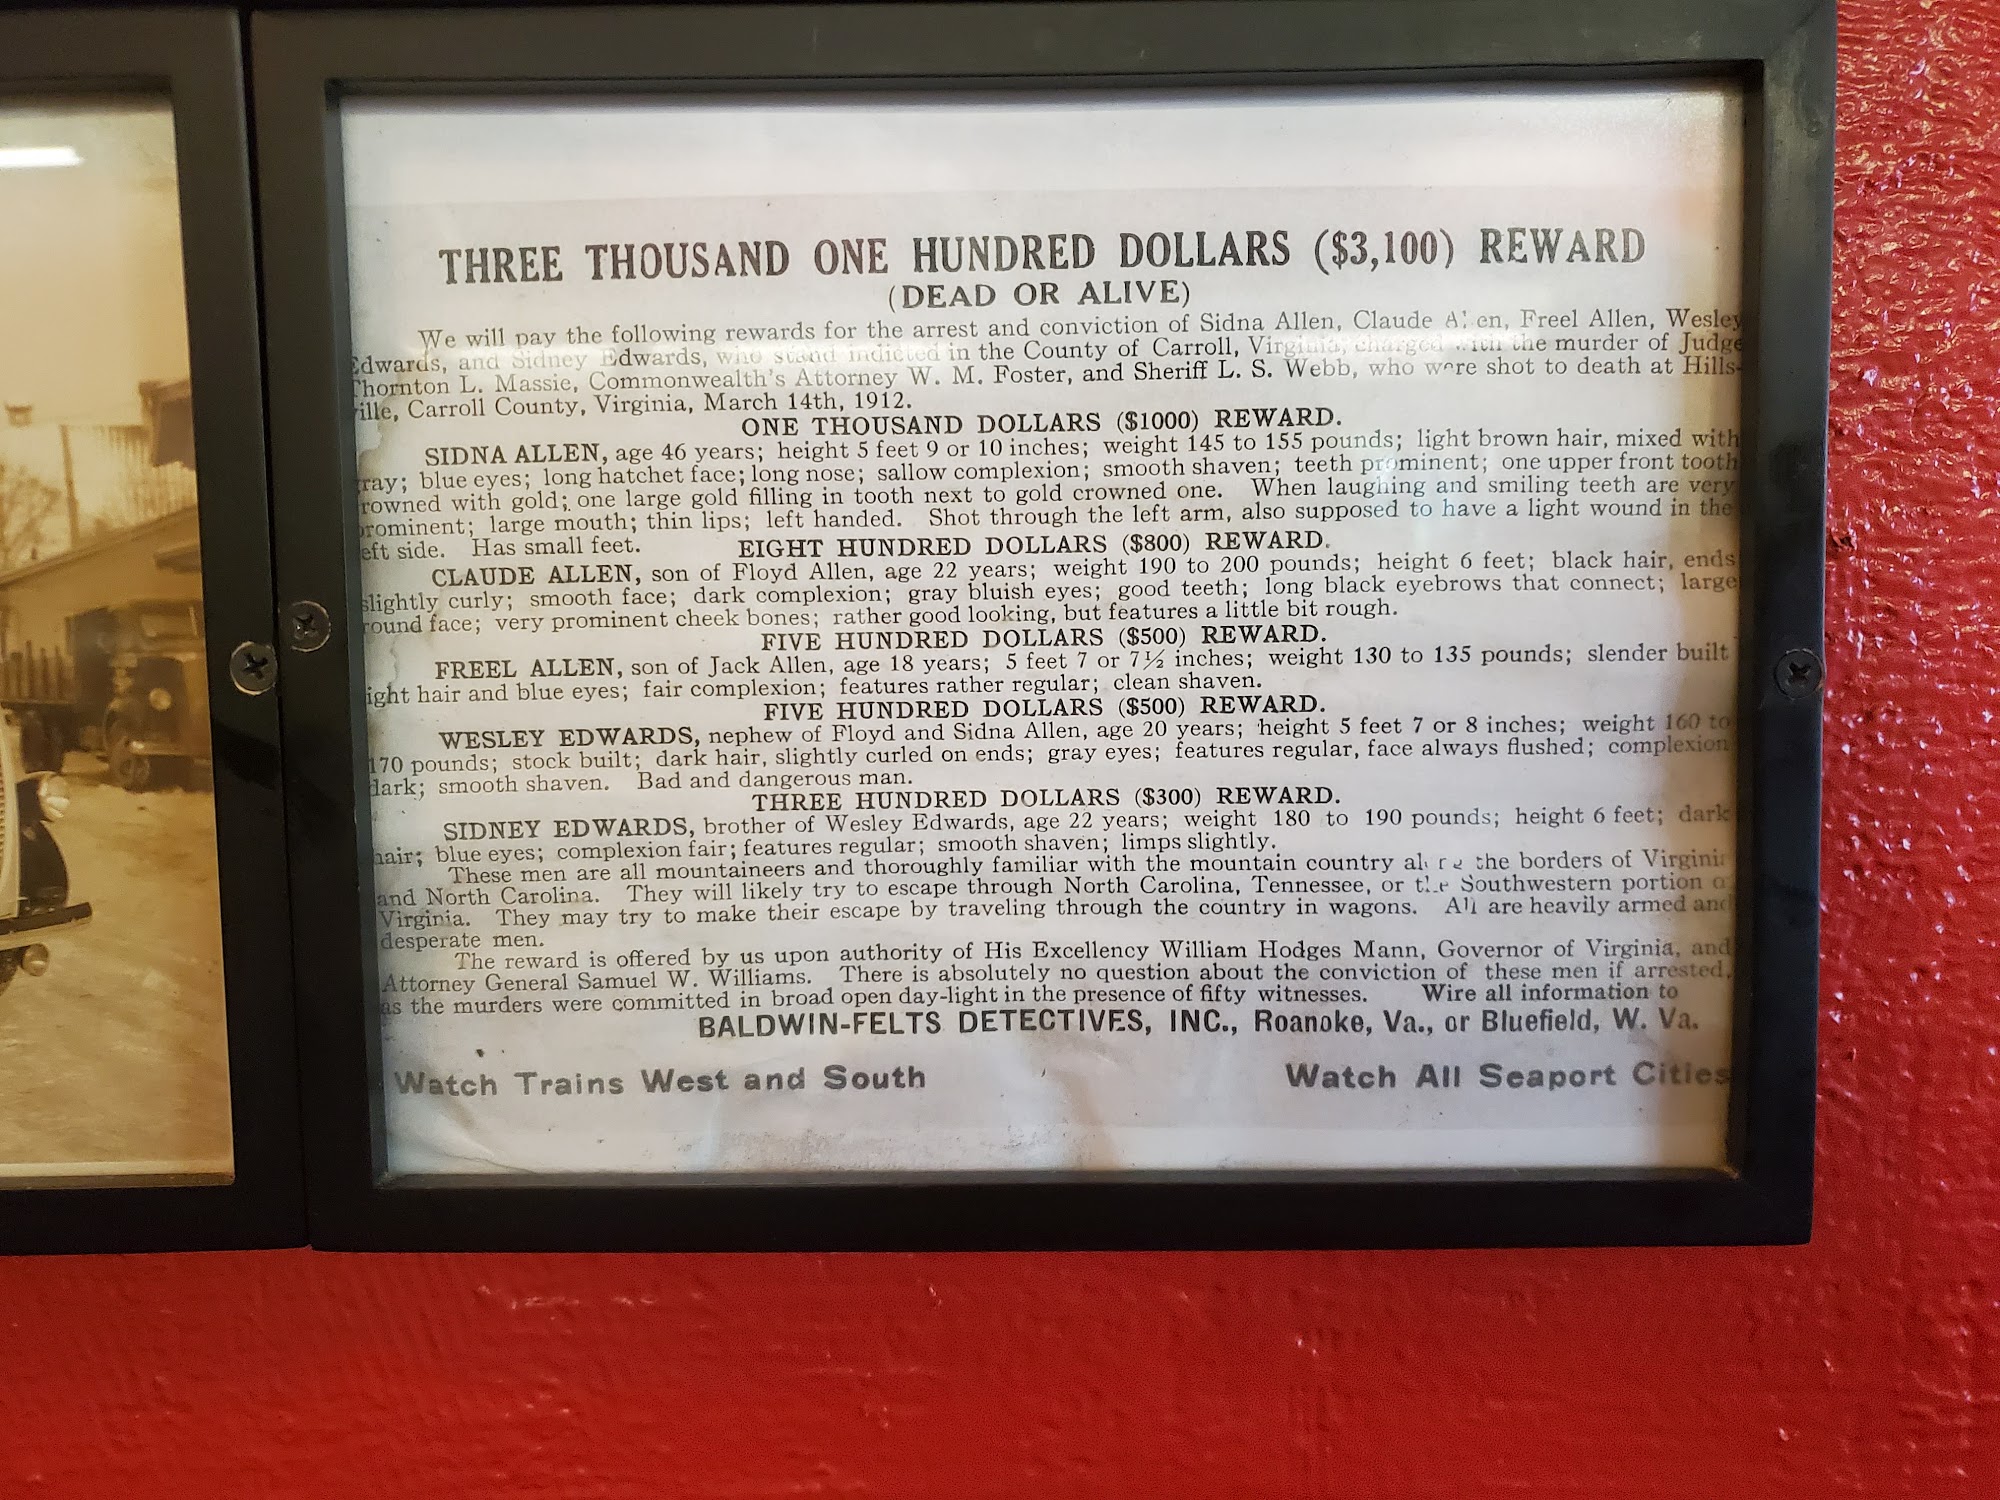 THREE THOUSAND ONE HUNDRED DOLLARS ($3,100) REWARD
(DEAD OR ALIVE)
We will pay the following rewards for the arrest and conviction of Sidna Allen, Claude Al en, Freel Allen, Wesley
Edwards, and Sidney Edwards, who stand indicted in the County of Carroll, Virginia, charged with the murder of Judge
Thornton L. Massie, Commonwealth's Attorney W. M. Foster, and Sheriff L. S. Webb, who were shot to death at Hills-
ille, Carroll County, Virginia, March 14th, 1912.
ONE THOUSAND DOLLARS ($1000) REWARD.
SIDNA ALLEN, age 46 years; height 5 feet 9 or 10 inches; weight 145 to 155 pounds; light brown hair, mixed with
ray; blue eyes; long hatchet face; long nose; sallow complexion; smooth shaven; teeth prominent; one upper front tooth
rowned with gold; one large gold filling in tooth next to gold crowned one. When laughing and smiling teeth are very
rominent; large mouth; thin lips; left handed. Shot through the left arm, also supposed to have a light wound in the
eft side. Has small feet.
EIGHT HUNDRED DOLLARS ($800) REWARD.
CLAUDE ALLEN, son of Floyd Allen, age 22 years; weight 190 to 200 pounds; height 6 feet; black hair, ends
slightly curly; smooth face; dark complexion; gray bluish eyes; good teeth; long black eyebrows that connect; large
round face; very prominent cheek bones; rather good looking, but features a little bit rough.
FIVE HUNDRED DOLLARS ($500) REWARD.
FREEL ALLEN, son of Jack Allen, age 18 years; 5 feet 7 or 7½ inches; weight 130 to 135 pounds; slender built
ight hair and blue eyes; fair complexion; features rather regular; clean shaven.
FIVE HUNDRED DOLLARS ($500) REWARD.
WESLEY EDWARDS, nephew of Floyd and Sidna Allen, age 20 years; height 5 feet 7 or 8 inches; weight 160 to
170 pounds; stock built; dark hair, slightly curled on ends; gray eyes; features regular, face always flushed; complexion
dark; smooth shaven. Bad and dangerous man.
THREE HUNDRED DOLLARS ($300) REWARD.
SIDNEY EDWARDS, brother of Wesley Edwards, age 22 years; weight 180 to 190 pounds; height 6 feet; dark
hair; blue eyes; complexion fair; features regular; smooth shaven; limps slightly.
These men are all mountaineers and thoroughly familiar with the mountain country the borders of Virginia
and North Carolina. They will likely try to escape through North Carolina, Tennessee, or the Southwestern portion o
Virginia. They may try to make their escape by traveling through the country in wagons. All are heavily armed and
desperate men.
The reward is offered by us upon authority of His Excellency William Hodges Mann, Governor of Virginia, and
Attorney General Samuel W. Williams. There is absolutely no question about the conviction of these men if arrested,
as the murders were committed in broad open day-light in the presence of fifty witnesses. Wire all information to
BALDWIN-FELTS DETECTIVES, INC., Roanoke, Va., or Bluefield, W. Va.
Watch Trains West and South
Watch All Seaport Cities